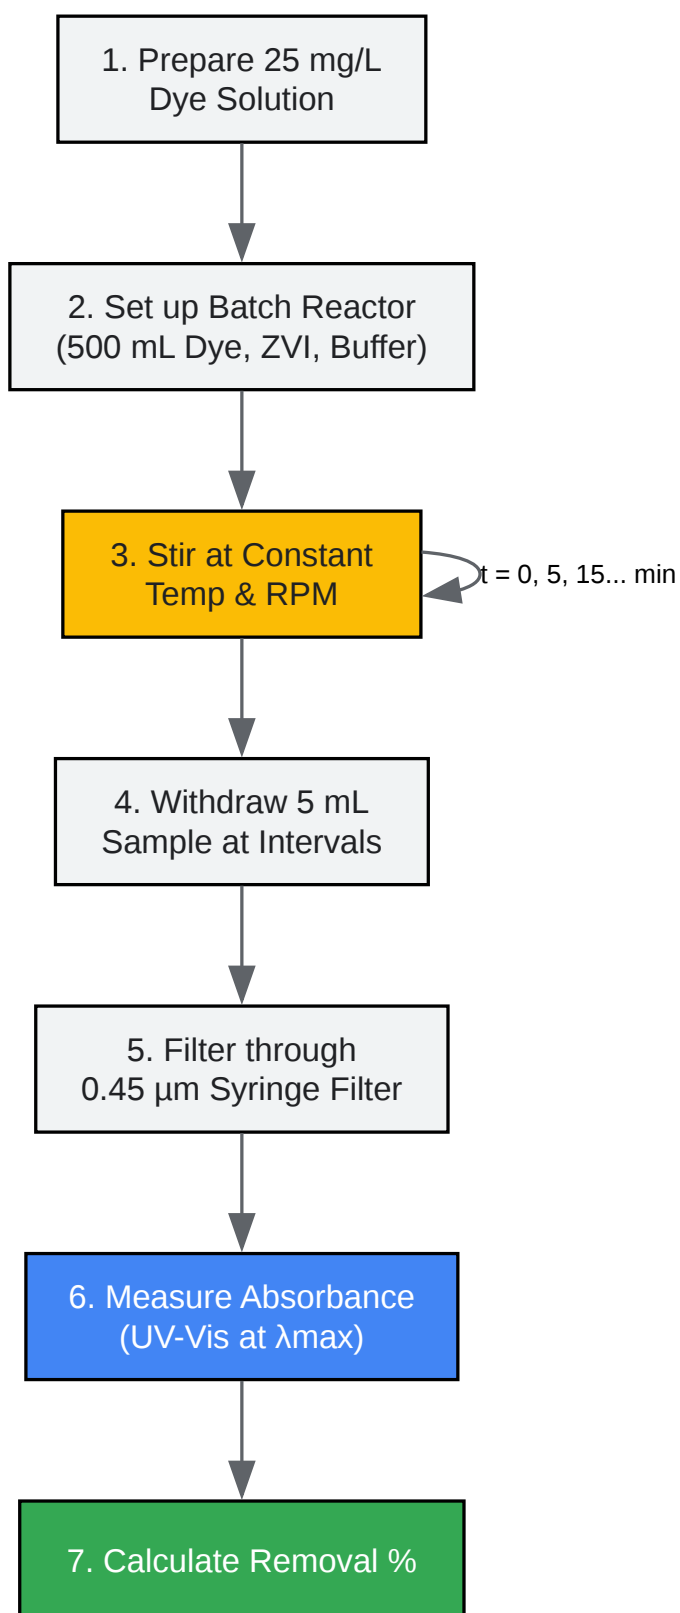 1. Prepare 25 mg/L
Dye Solution
2. Set up Batch Reactor
(500 mL Dye, ZVI, Buffer)
3. Stir at Constant
Temp & RPM
t = 0, 5, 15... min
4. Withdraw 5 mL
Sample at Intervals
5. Filter through
0.45 µm Syringe Filter
6. Measure Absorbance
(UV-Vis at λmax)
7. Calculate Removal %